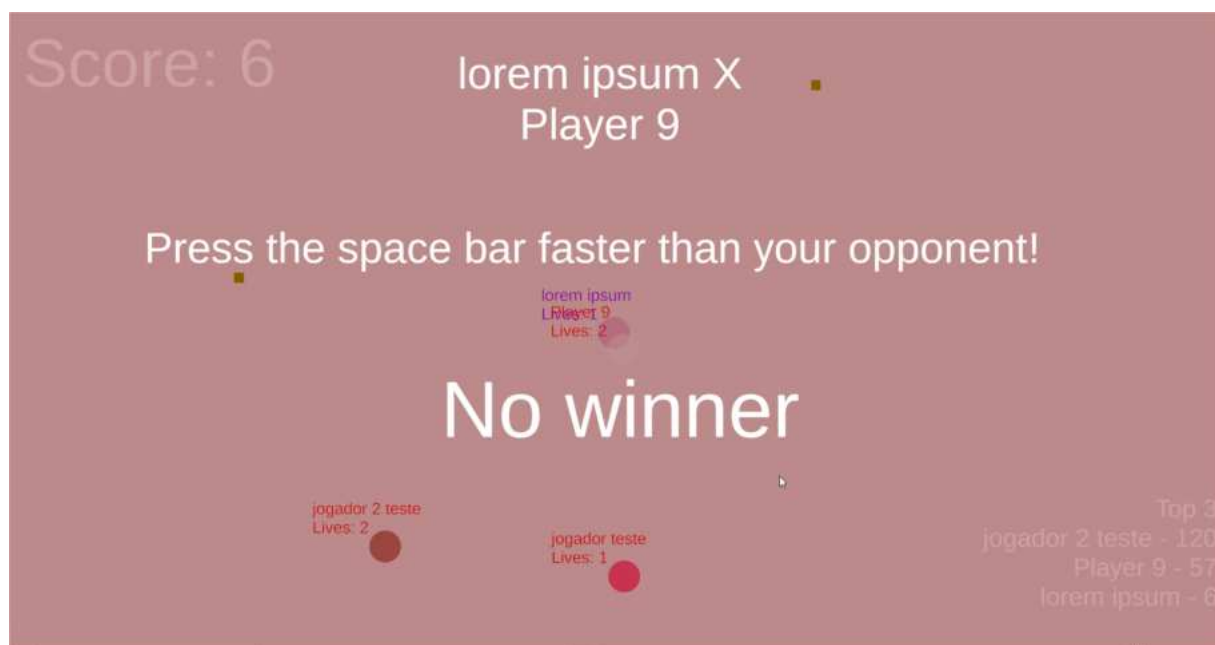 Score: 6
lorem ipsum X
Player 9
Press the space bar faster than your opponent!
lorem ipsum
Lives: 1
Player 9
Lives: 2
No winner
jogador 2 teste
Lives: 2
jogador teste
Lives: 1
Top 3
jogador 2 teste - 120
Player 9 - 57
lorem ipsum - 6